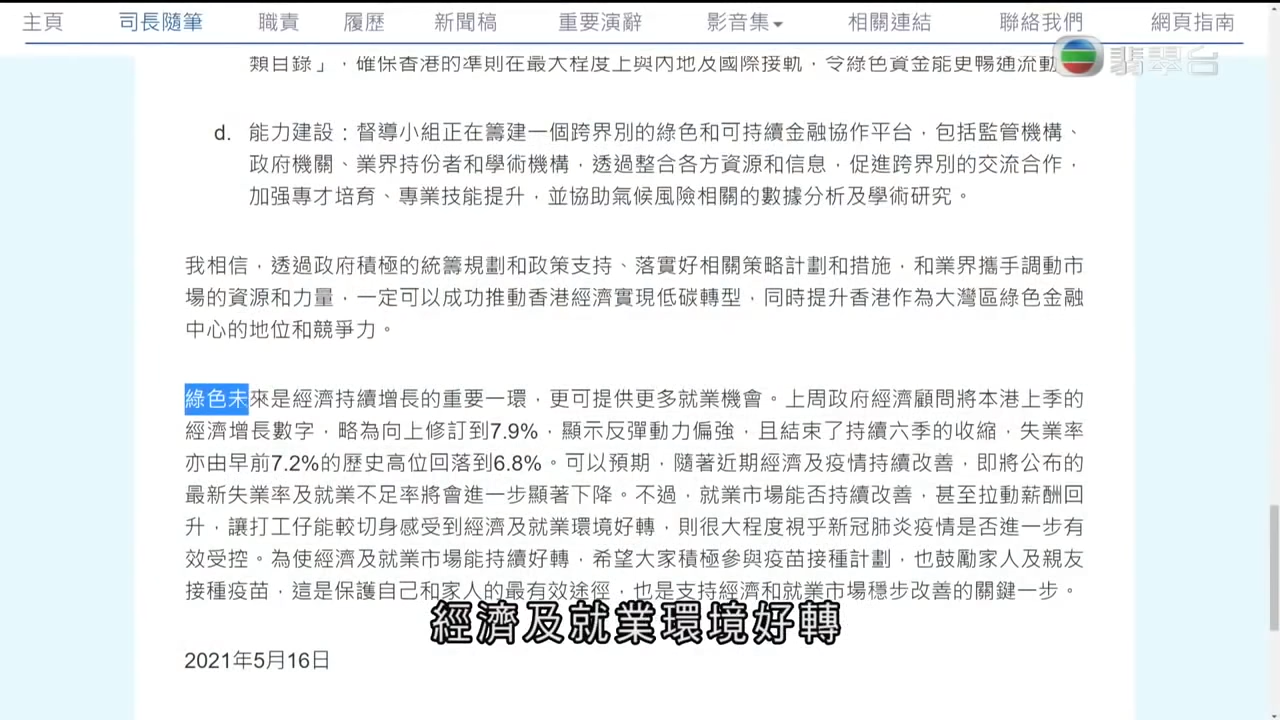 主頁 司長隨筆 職責 履歷 新聞稿 重要演辭 影音集 相關連結 聯絡我們 網頁指南
翡翠台
類目錄」，確保香港的準則在最大程度上與內地及國際接軌，令綠色資金能更暢通流動
d. 能力建設：督導小組正在籌建一個跨界別的綠色和可持續金融協作平台，包括監管機構、
政府機關、業界持份者和學術機構，透過整合各方資源和信息，促進跨界別的交流合作，
加强專才培育、專業技能提升，並協助氣候風險相關的數據分析及學術研究。
我相信，透過政府積極的統籌規劃和政策支持、落實好相關策略計劃和措施，和業界攜手調動市
場的資源和力量，一定可以成功推動香港經濟實現低碳轉型，同時提升香港作為大灣區綠色金融
中心的地位和競爭力。
綠色未來是經濟持續增長的重要一環，更可提供更多就業機會。上周政府經濟顧問將本港上季的
經濟增長數字，略為向上修訂到7.9%，顯示反彈動力偏強，且結束了持續六季的收縮，失業率
亦由早前7.2%的歷史高位回落到6.8%。可以預期，隨著近期經濟及疫情持續改善，即將公布的
最新失業率及就業不足率將會進一步顯著下降。不過，就業市場能否持續改善，甚至拉動薪酬回
升，讓打工仔能較切身感受到經濟及就業環境好轉，則很大程度視乎新冠肺炎疫情是否進一步有
效受控。為使經濟及就業市場能持續好轉，希望大家積極參與疫苗接種計劃，也鼓勵家人及親友
接種疫苗，這是保護自己和家人的最有效途徑，也是支持經濟和就業市場穩步改善的關鍵一步。
經濟及就業環境好轉
2021年5月16日